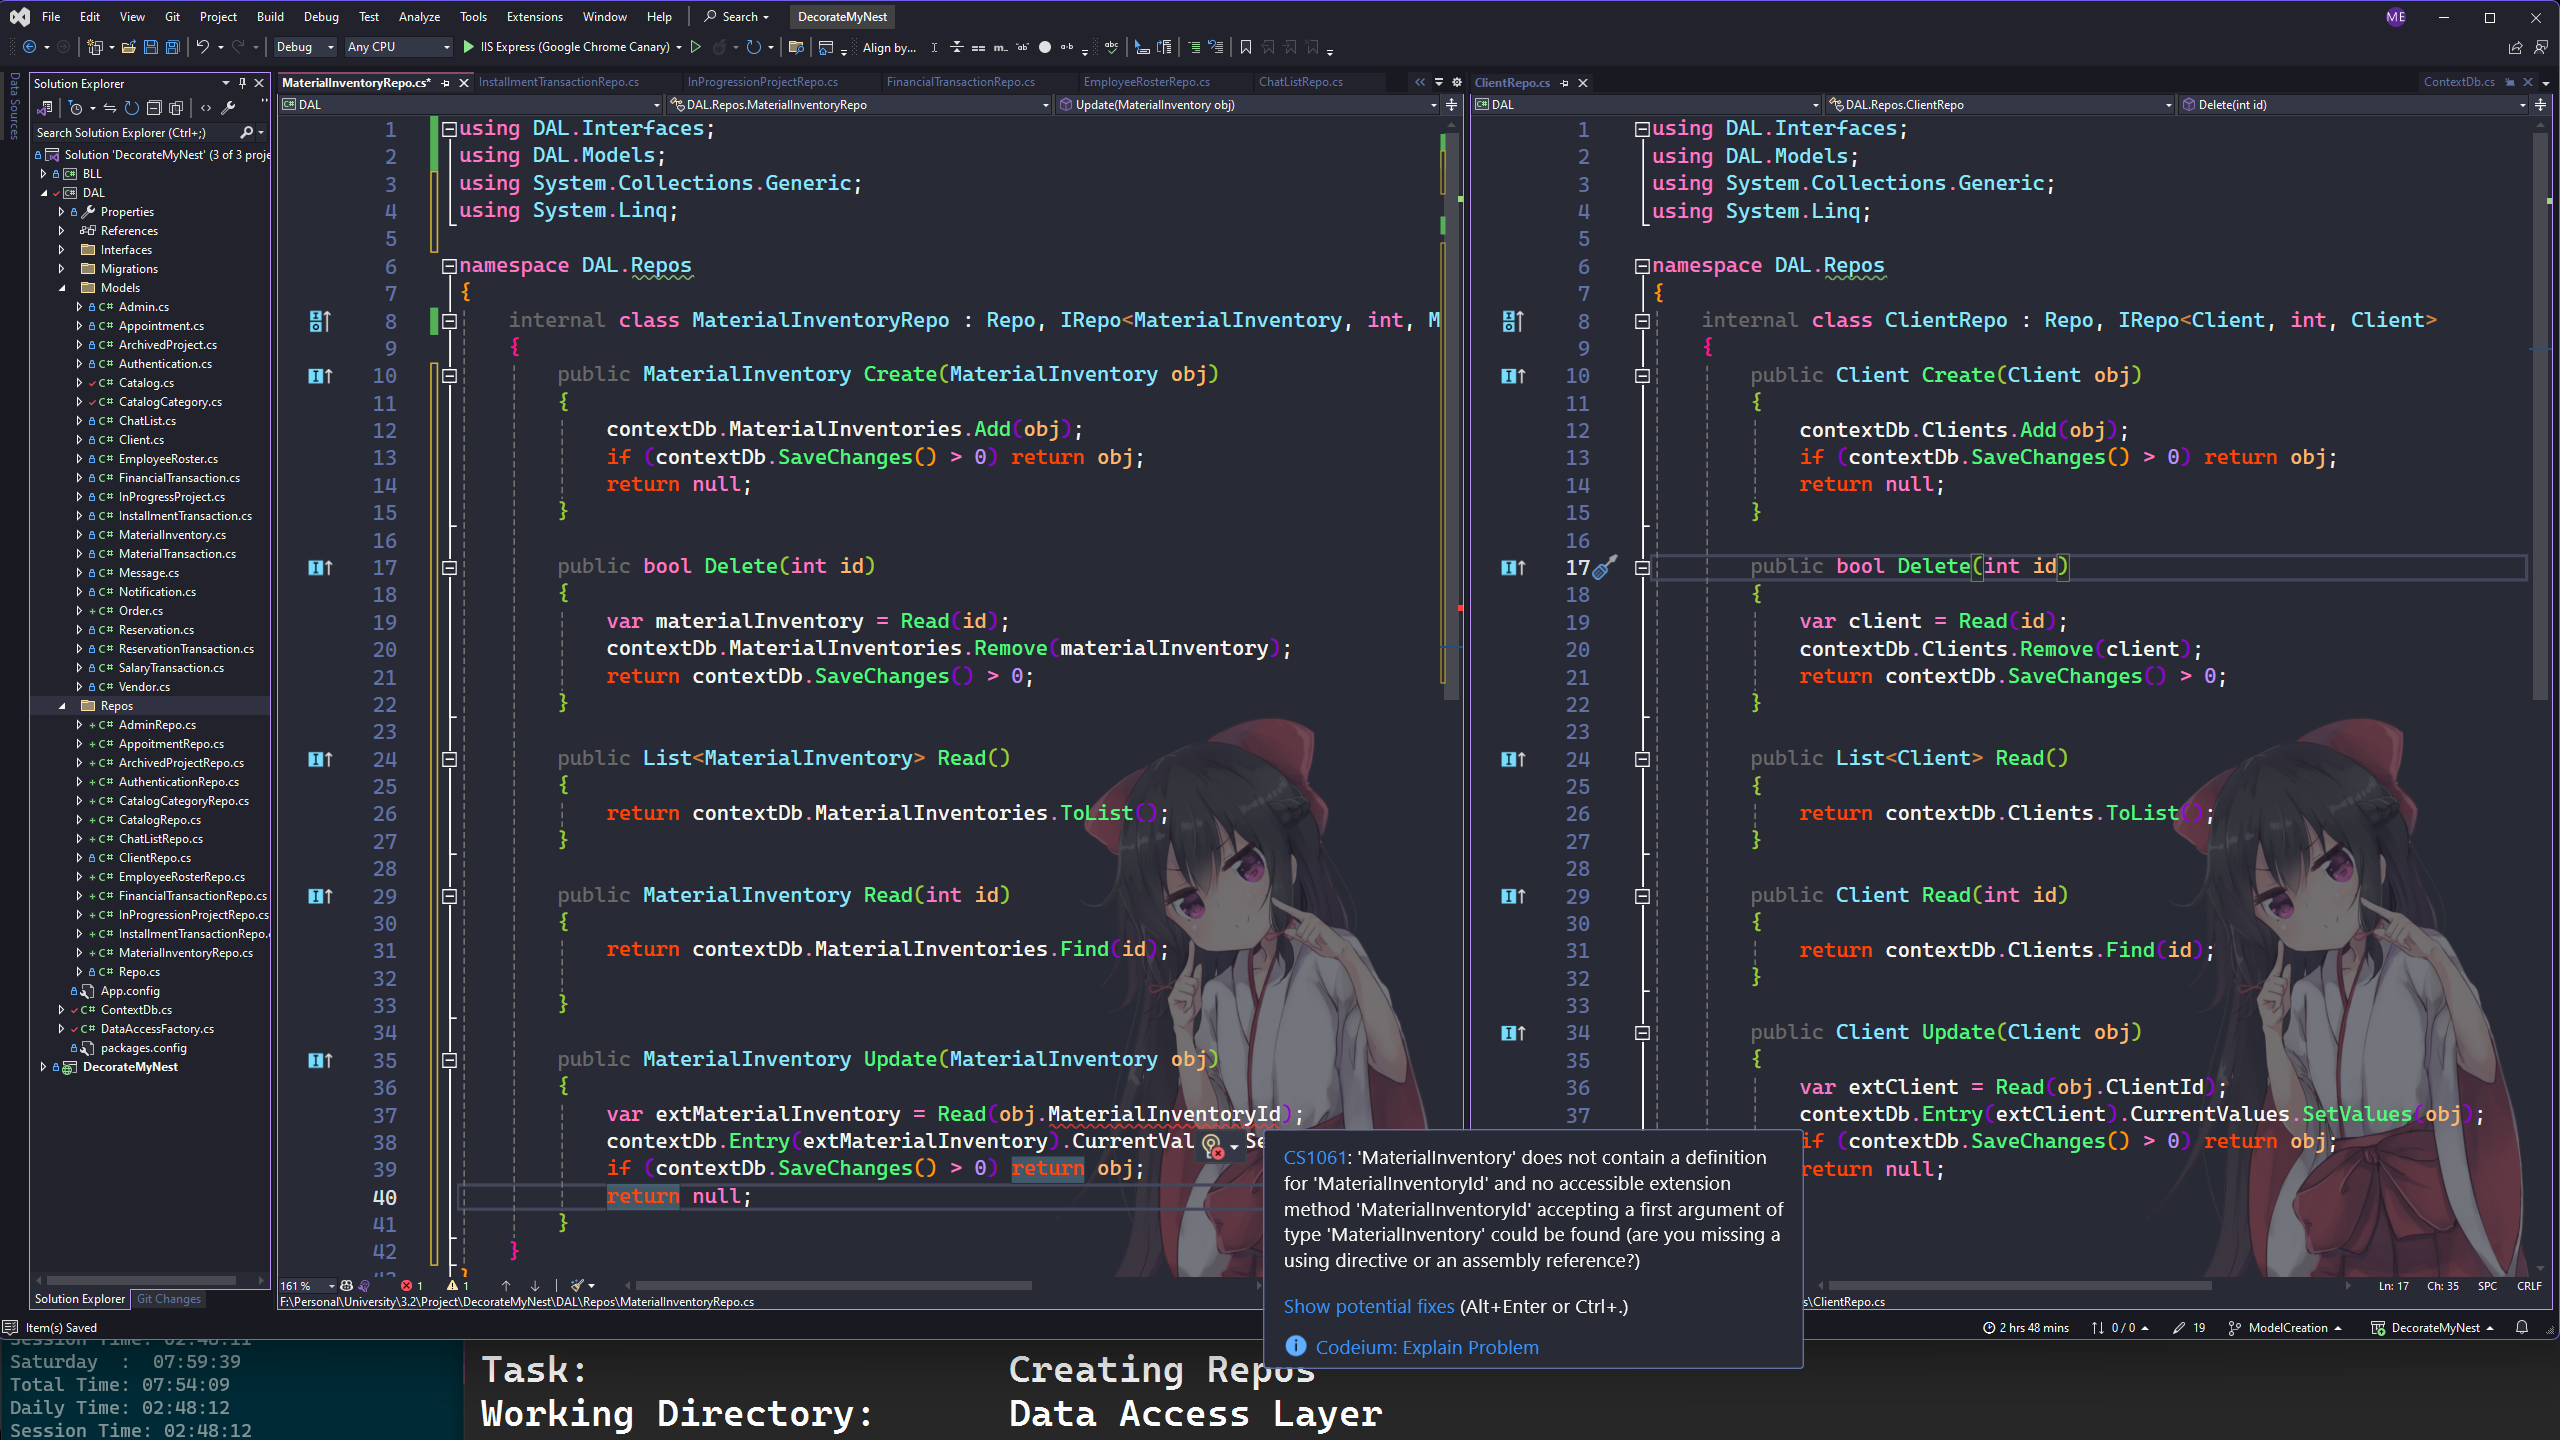 File Edit View Git Project Build Debug Test Analyze Tools Extensions Window Help Search DecorateMyNest ME
Debug Any CPU IIS Express (Google Chrome Canary) Align by...
Data Sources
Solution Explorer
Search Solution Explorer (Ctrl+;)
Solution 'DecorateMyNest' (3 of 3 proje
BLL
DAL
Properties
References
Interfaces
Migrations
Models
Admin.cs
Appointment.cs
ArchivedProject.cs
Authentication.cs
Catalog.cs
CatalogCategory.cs
ChatList.cs
Client.cs
EmployeeRoster.cs
FinancialTransaction.cs
InProgressProject.cs
InstallmentTransaction.cs
MaterialInventory.cs
MaterialTransaction.cs
Message.cs
Notification.cs
Order.cs
Reservation.cs
ReservationTransaction.cs
SalaryTransaction.cs
Vendor.cs
Repos
AdminRepo.cs
AppoitmentRepo.cs
ArchivedProjectRepo.cs
AuthenticationRepo.cs
CatalogCategoryRepo.cs
CatalogRepo.cs
ChatListRepo.cs
ClientRepo.cs
EmployeeRosterRepo.cs
FinancialTransactionRepo.cs
InProgressionProjectRepo.cs
InstallmentTransactionRepo.
MaterialInventoryRepo.cs
Repo.cs
App.config
ContextDb.cs
DataAccessFactory.cs
packages.config
DecorateMyNest
Solution Explorer Git Changes
MaterialInventoryRepo.cs* InstallmentTransactionRepo.cs InProgressionProjectRepo.cs FinancialTransactionRepo.cs EmployeeRosterRepo.cs ChatListRepo.cs
DAL DAL.Repos.MaterialInventoryRepo Update(MaterialInventory obj)
1 using DAL.Interfaces;
2 using DAL.Models;
3 using System.Collections.Generic;
4 using System.Linq;
5
6 namespace DAL.Repos
7 {
8 internal class MaterialInventoryRepo : Repo, IRepo<MaterialInventory, int, M
9 {
10 public MaterialInventory Create(MaterialInventory obj)
11 {
12 contextDb.MaterialInventories.Add(obj);
13 if (contextDb.SaveChanges() > 0) return obj;
14 return null;
15 }
16
17 public bool Delete(int id)
18 {
19 var materialInventory = Read(id);
20 contextDb.MaterialInventories.Remove(materialInventory);
21 return contextDb.SaveChanges() > 0;
22 }
23
24 public List<MaterialInventory> Read()
25 {
26 return contextDb.MaterialInventories.ToList();
27 }
28
29 public MaterialInventory Read(int id)
30 {
31 return contextDb.MaterialInventories.Find(id);
32
33 }
34
35 public MaterialInventory Update(MaterialInventory obj)
36 {
37 var extMaterialInventory = Read(obj.MaterialInventoryId);
38 contextDb.Entry(extMaterialInventory).CurrentVal Se
39 if (contextDb.SaveChanges() > 0) return obj;
40 return null;
41 }
42 }
161 % 1 1
F:\Personal\University\3.2\Project\DecorateMyNest\DAL\Repos\MaterialInventoryRepo.cs
ClientRepo.cs ContextDb.cs
DAL DAL.Repos.ClientRepo Delete(int id)
1 using DAL.Interfaces;
2 using DAL.Models;
3 using System.Collections.Generic;
4 using System.Linq;
5
6 namespace DAL.Repos
7 {
8 internal class ClientRepo : Repo, IRepo<Client, int, Client>
9 {
10 public Client Create(Client obj)
11 {
12 contextDb.Clients.Add(obj);
13 if (contextDb.SaveChanges() > 0) return obj;
14 return null;
15 }
16
17 public bool Delete(int id)
18 {
19 var client = Read(id);
20 contextDb.Clients.Remove(client);
21 return contextDb.SaveChanges() > 0;
22 }
23
24 public List<Client> Read()
25 {
26 return contextDb.Clients.ToList();
27 }
28
29 public Client Read(int id)
30 {
31 return contextDb.Clients.Find(id);
32 }
33
34 public Client Update(Client obj)
35 {
36 var extClient = Read(obj.ClientId);
37 contextDb.Entry(extClient).CurrentValues.SetValues(obj);
if (contextDb.SaveChanges() > 0) return obj;
return null;
CS1061: 'MaterialInventory' does not contain a definition
for 'MaterialInventoryId' and no accessible extension
method 'MaterialInventoryId' accepting a first argument of
type 'MaterialInventory' could be found (are you missing a
using directive or an assembly reference?)
Show potential fixes (Alt+Enter or Ctrl+.)
Codeium: Explain Problem
Ln: 17 Ch: 35 SPC CRLF
s\ClientRepo.cs
Item(s) Saved 2 hrs 48 mins 0 / 0 19 ModelCreation DecorateMyNest
Session Time: 02:48:11
Saturday : 07:59:39
Total Time: 07:54:09
Daily Time: 02:48:12
Session Time: 02:48:12
Task: Creating Repos
Working Directory: Data Access Layer